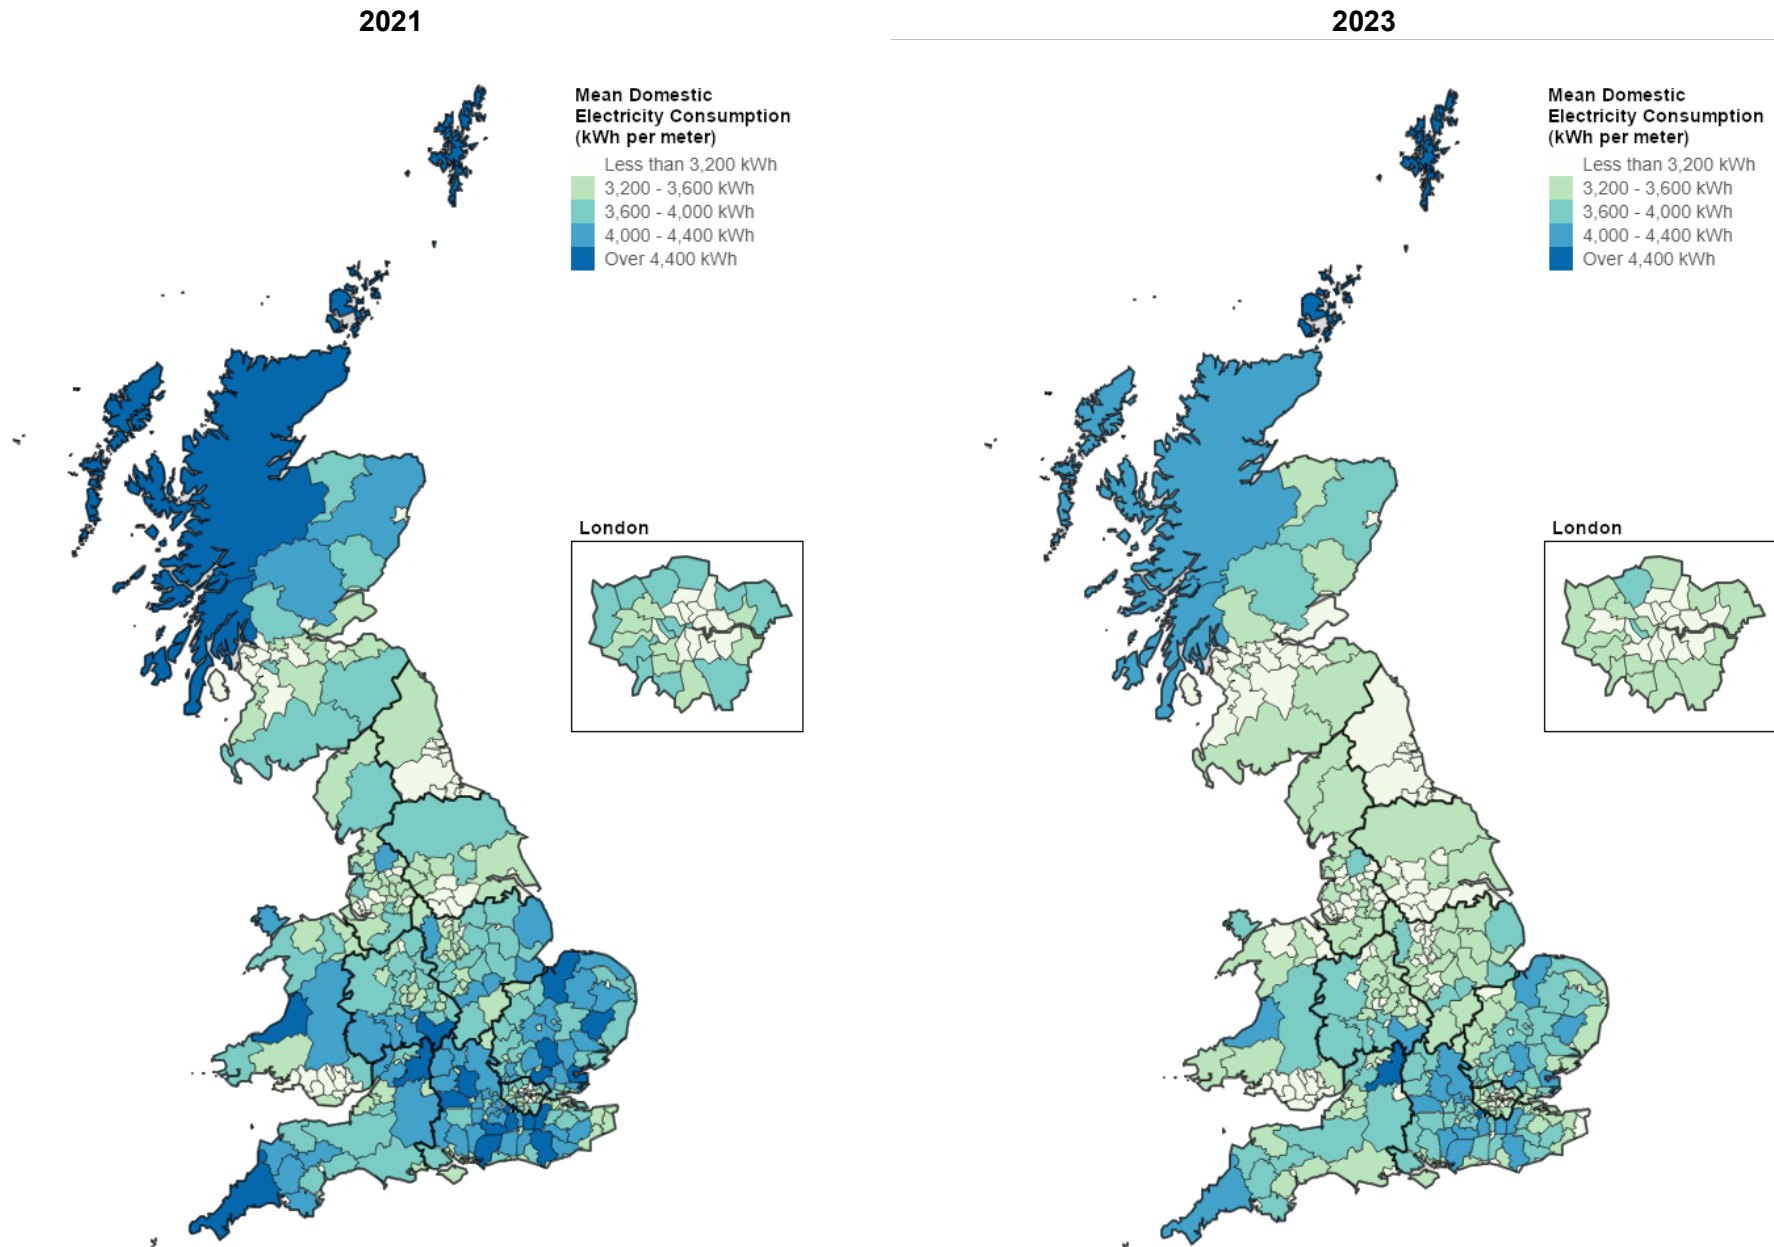 2021
2023
Mean Domestic
Electricity Consumption
(kWh per meter)
Less than 3,200 kWh
3,200 - 3,600 kWh
3,600 - 4,000 kWh
4,000 - 4,400 kWh
Over 4,400 kWh
London
Mean Domestic
Electricity Consumption
(kWh per meter)
Less than 3,200 kWh
3,200 - 3,600 kWh
3,600 - 4,000 kWh
4,000 - 4,400 kWh
Over 4,400 kWh
London